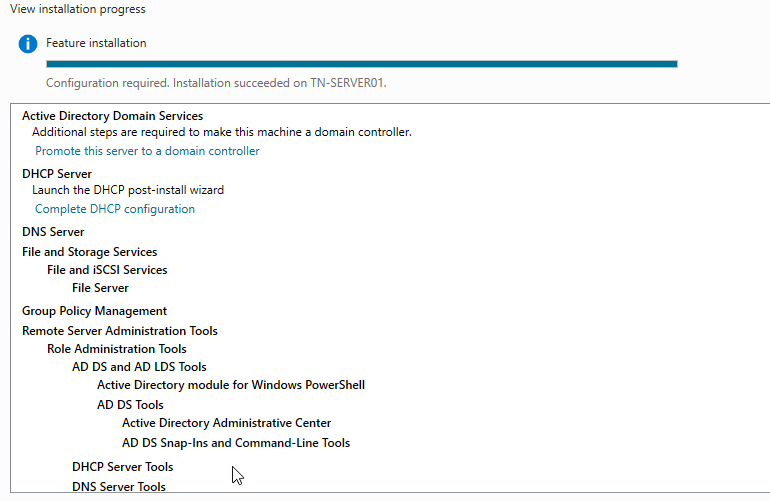 View installation progress
Feature installation
Configuration required. Installation succeeded on TN-SERVER01.
Active Directory Domain Services
Additional steps are required to make this machine a domain controller.
Promote this server to a domain controller
DHCP Server
Launch the DHCP post-install wizard
Complete DHCP configuration
DNS Server
File and Storage Services
File and iSCSI Services
File Server
Group Policy Management
Remote Server Administration Tools
Role Administration Tools
AD DS and AD LDS Tools
Active Directory module for Windows PowerShell
AD DS Tools
Active Directory Administrative Center
AD DS Snap-Ins and Command-Line Tools
DHCP Server Tools
DNS Server Tools